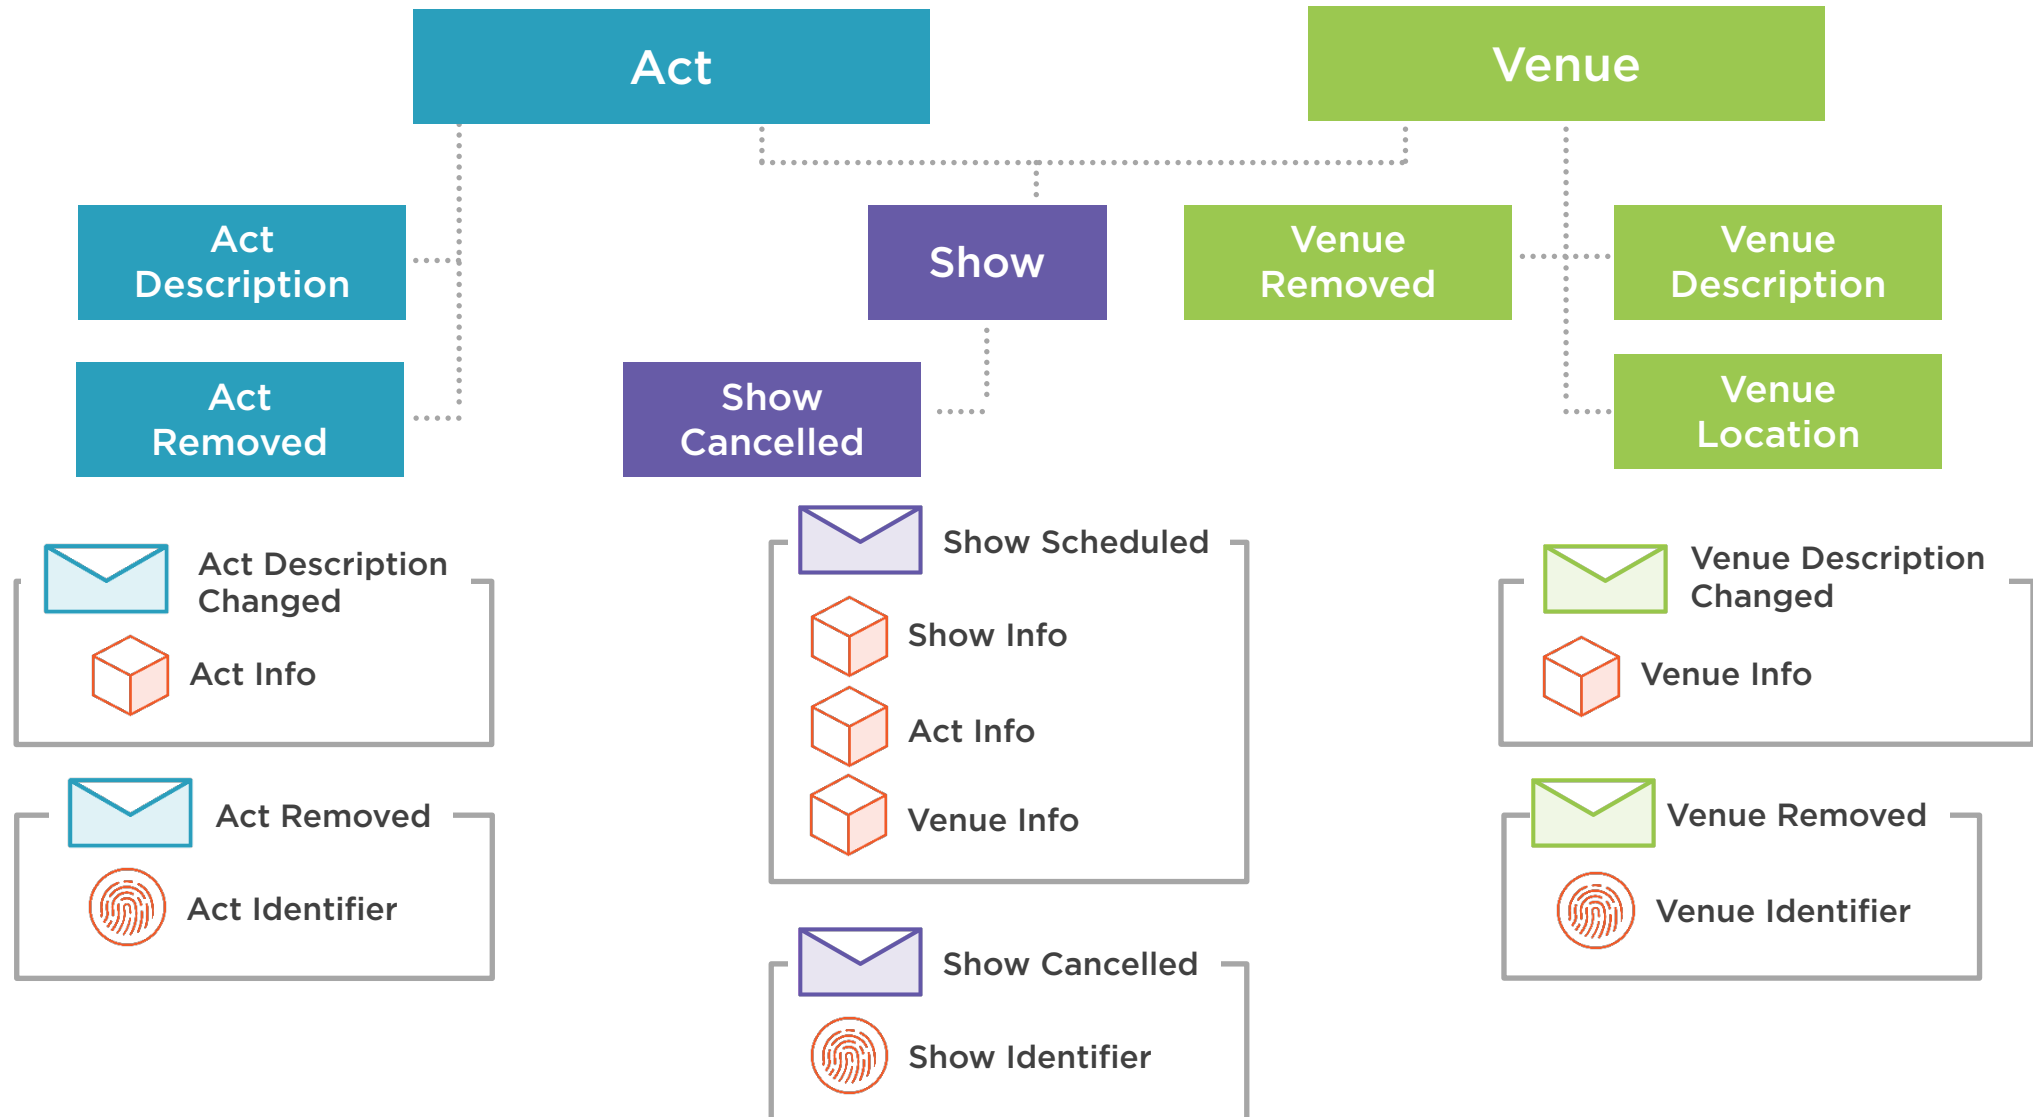 Act
Venue
Act
Description
Show
Venue
Removed
Venue
Description
Act
Removed
Show
Cancelled
Venue
Location
Act Description
Changed
Act Info
Act Removed
Act Identifier
Show Scheduled
Show Info
Act Info
Venue Info
Show Cancelled
Show Identifier
Venue Description
Changed
Venue Info
Venue Removed
Venue Identifier